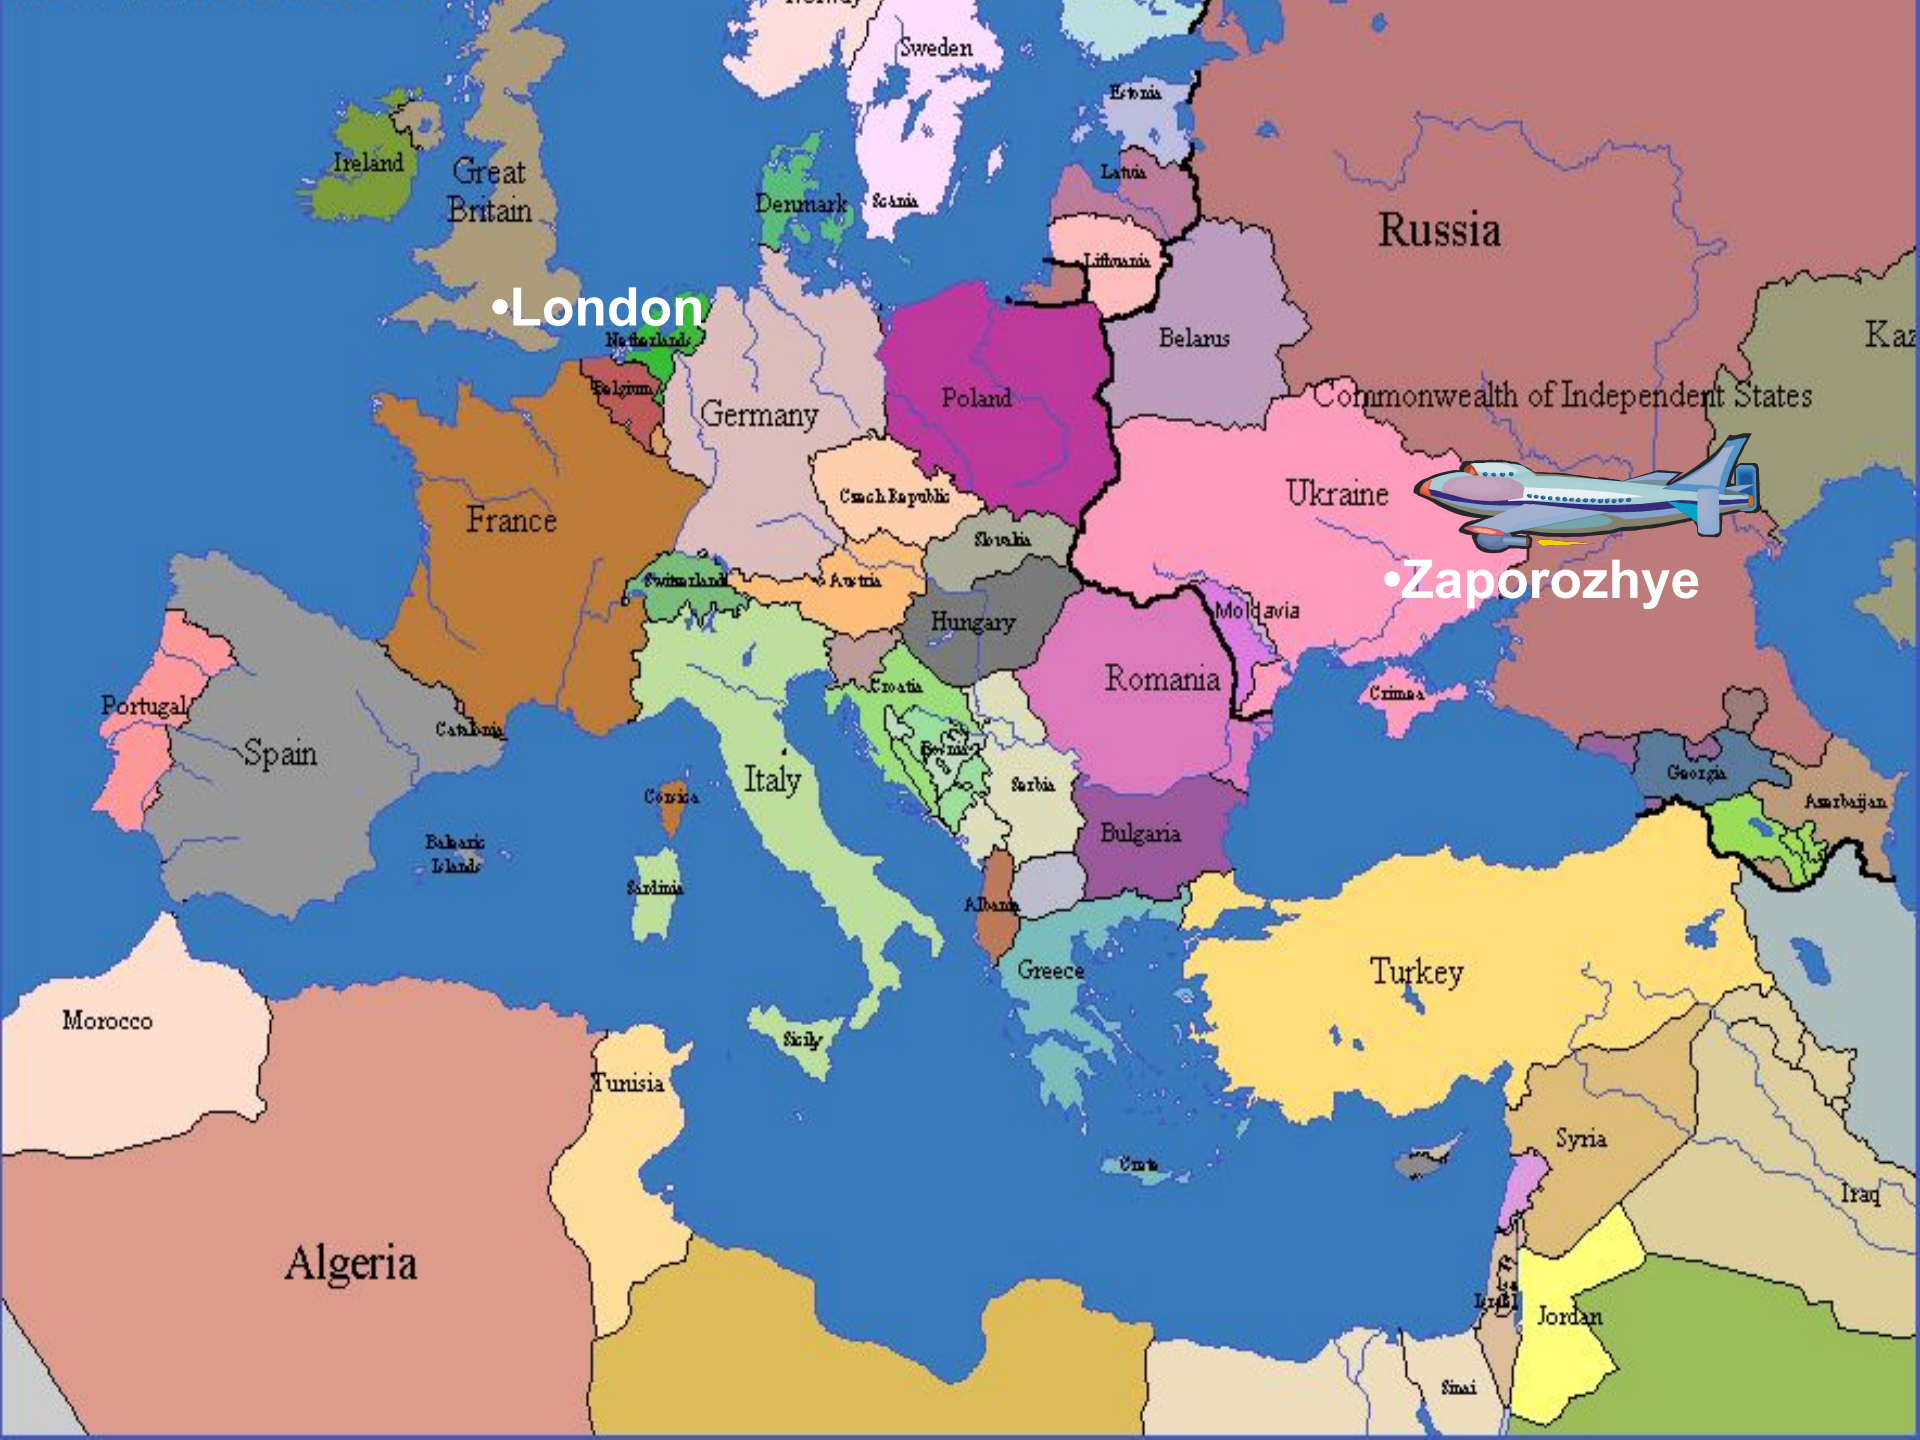 Norway
Sweden
Estonia
Ireland
Great
Britain
Latvia
Denmark
Scania
Russia
Lithuania
•London
Netherlands
Belarus
Kaz
Belgium
Commonwealth of Independent States
Poland
Germany
Ukraine
Czech Republic
France
Slovakia
Switzerland
Austria
•Zaporozhye
Moldavia
Hungary
Romania
Croatia
Crimea
Portugal
Catalonia
Spain
Bosnia
Italy
Georgia
Serbia
Corsica
Azerbaijan
Bulgaria
Balearic
Islands
Sardinia
Albania
Greece
Turkey
Morocco
Sicily
Tunisia
Syria
Crete
Iraq
Algeria
Israel
Jordan
Sinai